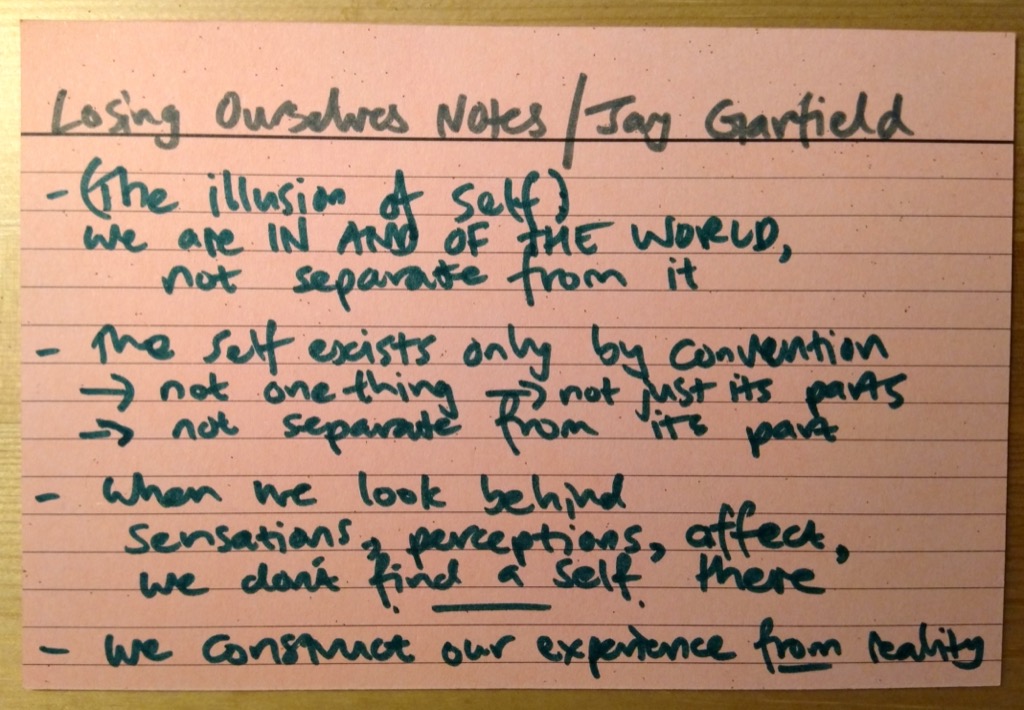 Losing Ourselves Notes / Jay Garfield
- (The illusion of self)
we are IN AND OF THE WORLD,
not separate from it
- The self exists only by convention
→ not one thing → not just its parts
→ not separate from its part
- When we look behind
sensations, perceptions, affect,
we don't find a self there
- We construct our experience from reality